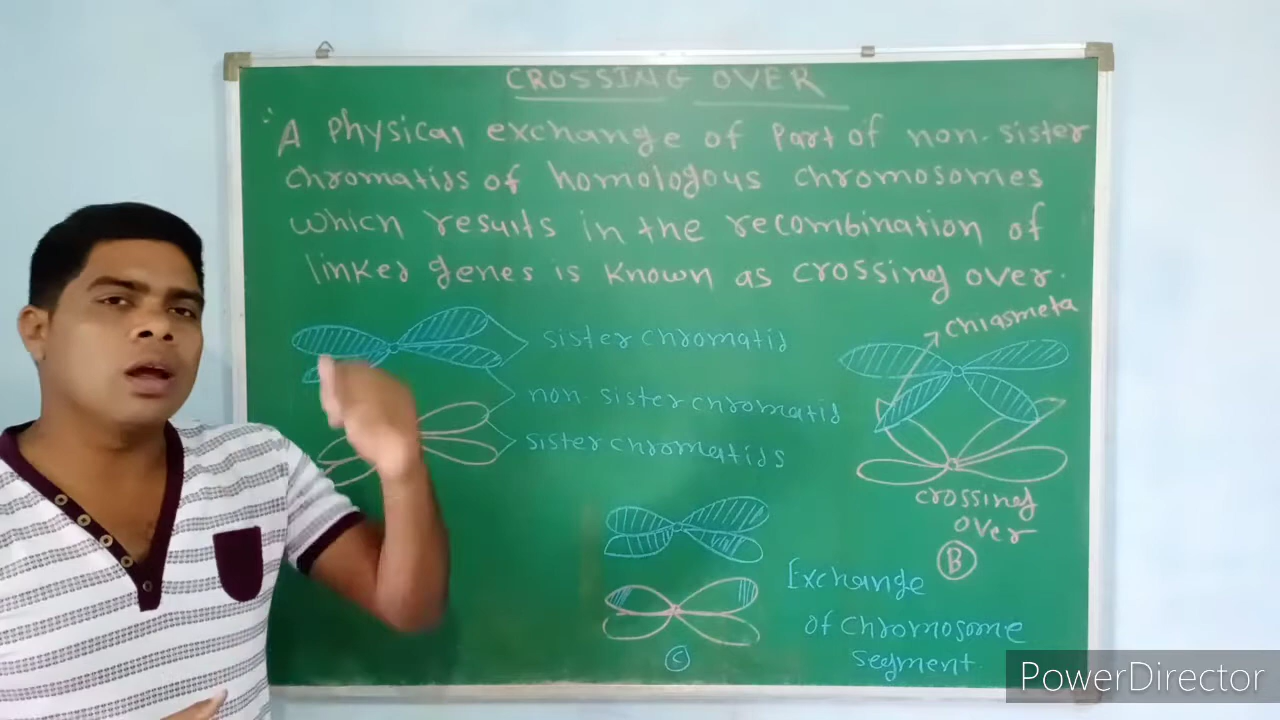 CROSSING OVER
∴ A physical exchange of part of non-sister
chromatids of homologous chromosomes
which results in the recombination of
linked genes is known as crossing over.
sister chromatid
non-sister chromatid
sister chromatids
chiasmeta
crossing
over
B
C
Exchange
of chromosome
segment.
PowerDirector